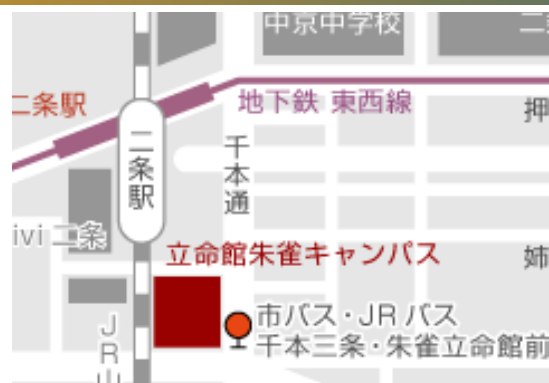 中京中学校
二条駅
地下鉄 東西線
押
二条駅
千本通
ivi 二条
立命館朱雀キャンパス
姉
市バス・JR バス
千本三条・朱雀立命館前
JR山